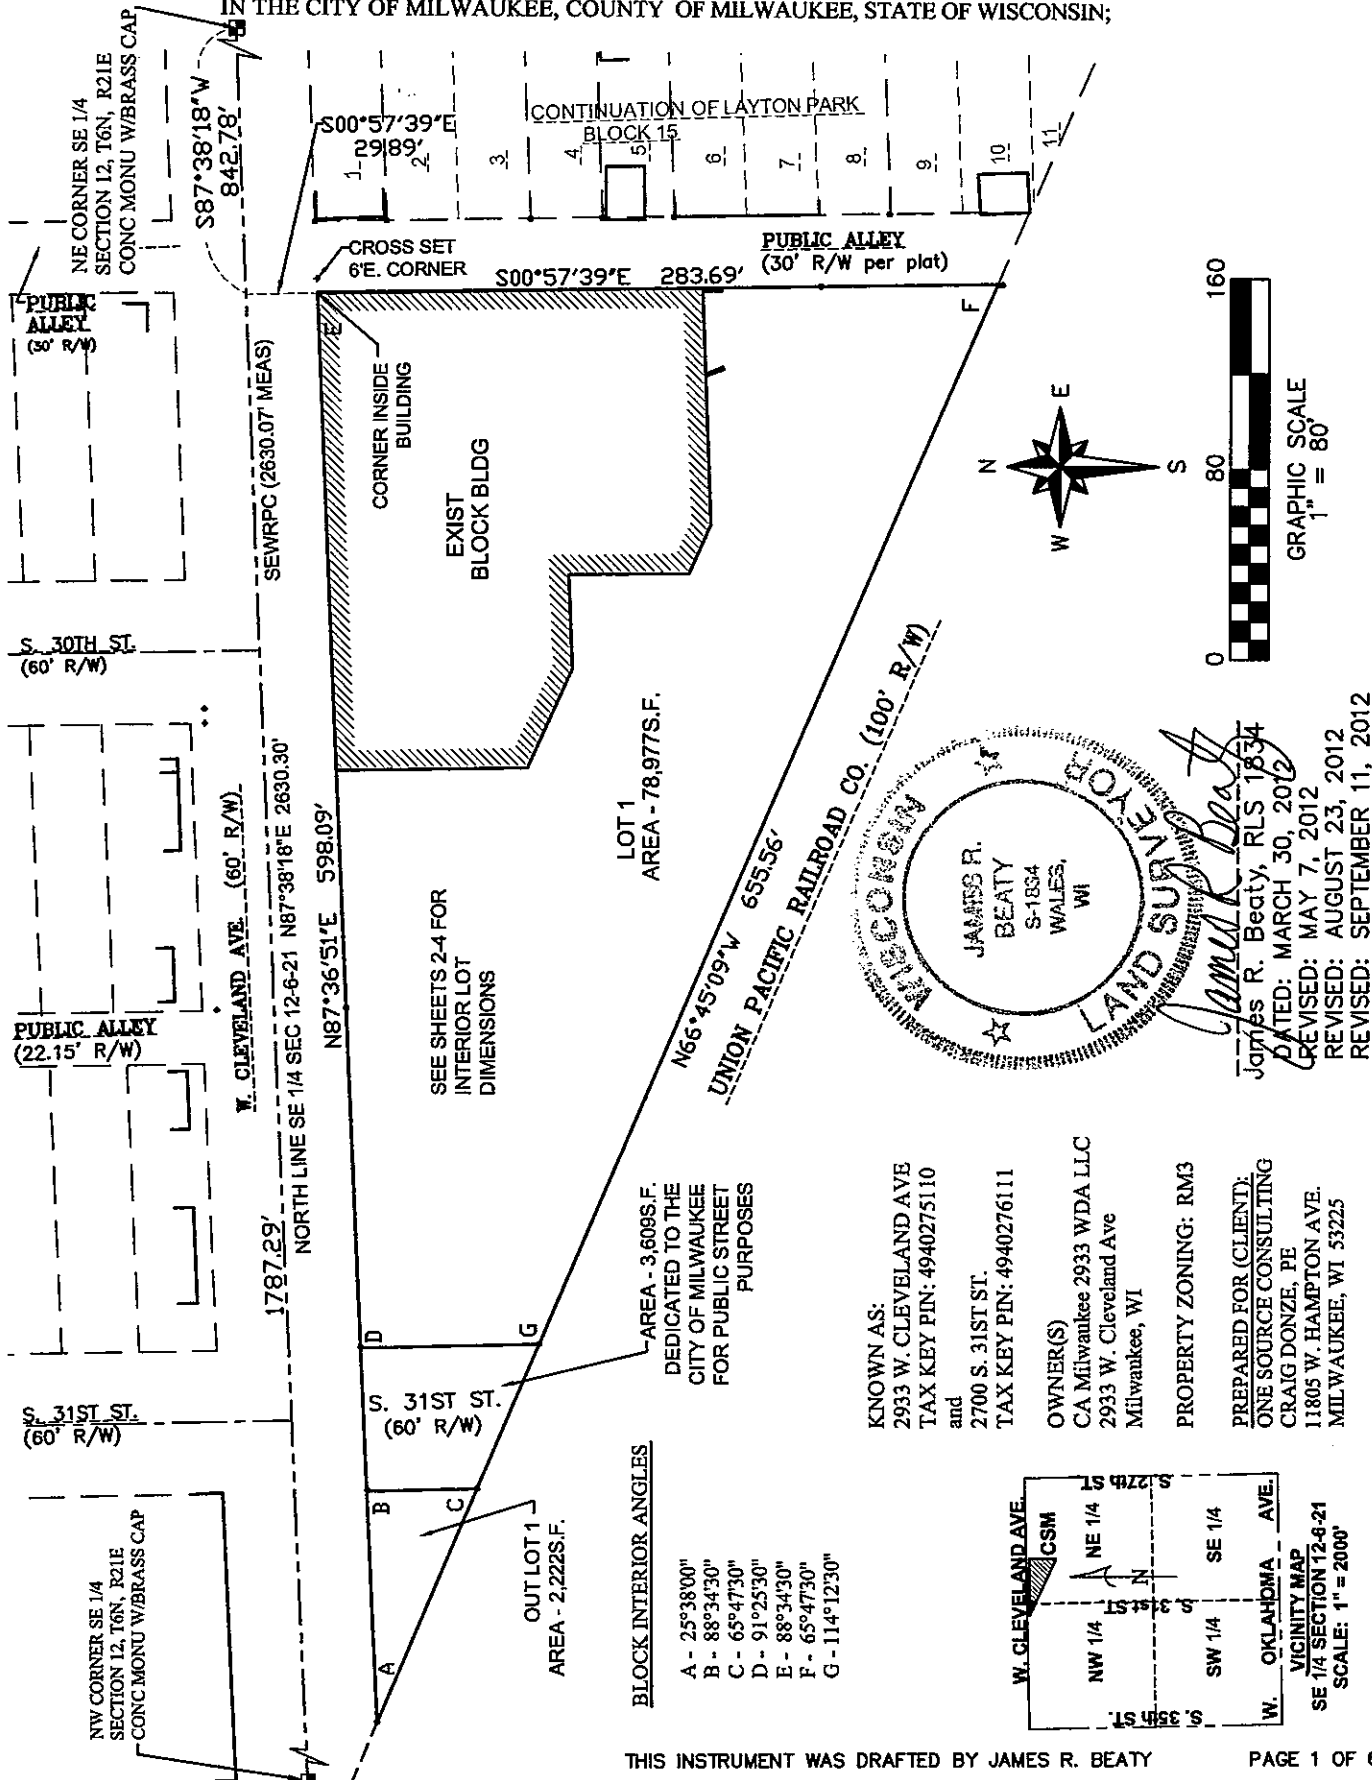 IN THE CITY OF MILWAUKEE, COUNTY OF MILWAUKEE, STATE OF WISCONSIN;
NE CORNER SE 1/4
SECTION 12, T6N, R21E
CONC MONU W/BRASS CAP
S87°38'18"W
842.78'
S00°57'39"E
29.89'
CONTINUATION OF LAYTON PARK
BLOCK 15
1
2
3
4
5
6
7
8
9
10
11
PUBLIC
ALLEY
(30' R/W)
CROSS SET
6'E. CORNER
S00°57'39"E 283.69'
PUBLIC ALLEY
(30' R/W per plat)
E
F
CORNER INSIDE
BUILDING
SEWRPC (2630.07' MEAS)
EXIST
BLOCK BLDG
S. 30TH ST.
(60' R/W)
N
W
E
S
160
80
0
GRAPHIC SCALE
1" = 80'
LOT 1
AREA - 78,977S.F.
W. CLEVELAND AVE. (60' R/W)
NORTH LINE SE 1/4 SEC 12-6-21 N87°38'18"E 2630.30'
N87°36'51"E 598.09'
SEE SHEETS 2-4 FOR
INTERIOR LOT
DIMENSIONS
N66°45'09"W 655.56'
UNION PACIFIC RAILROAD CO. (100' R/W)
PUBLIC ALLEY
(22.15' R/W)
1787.29'
WISCONSIN
JAMES R.
BEATY
S-1834
WALES,
WI
LAND SURVEYOR
James R Beaty
James R. Beaty, RLS 1834
DATED: MARCH 30, 2012
REVISED: MAY 7, 2012
REVISED: AUGUST 23, 2012
REVISED: SEPTEMBER 11, 2012
S. 31ST ST.
(60' R/W)
D
G
S. 31ST ST.
(60' R/W)
AREA - 3,609S.F.
DEDICATED TO THE
CITY OF MILWAUKEE
FOR PUBLIC STREET
PURPOSES
B
C
A
OUT LOT 1
AREA - 2,222S.F.
NW CORNER SE 1/4
SECTION 12, T6N, R21E
CONC MONU W/BRASS CAP
BLOCK INTERIOR ANGLES
A - 25°38'00"
B - 88°34'30"
C - 65°47'30"
D - 91°25'30"
E - 88°34'30"
F - 65°47'30"
G - 114°12'30"
KNOWN AS:
2933 W. CLEVELAND AVE
TAX KEY PIN: 4940275110
and
2700 S. 31ST ST.
TAX KEY PIN: 4940276111
OWNER(S)
CA Milwaukee 2933 WDA LLC
2933 W. Cleveland Ave
Milwaukee, WI
PROPERTY ZONING: RM3
PREPARED FOR (CLIENT):
ONE SOURCE CONSULTING
CRAIG DONZE, PE
11805 W. HAMPTON AVE.
MILWAUKEE, WI 53225
W. CLEVELAND AVE.
CSM
NW 1/4
NE 1/4
N
S. 27th ST
S. 31st ST.
S. 35th ST.
SW 1/4
SE 1/4
W. OKLAHOMA AVE.
VICINITY MAP
SE 1/4 SECTION 12-6-21
SCALE: 1" = 2000'
THIS INSTRUMENT WAS DRAFTED BY JAMES R. BEATY
PAGE 1 OF 6